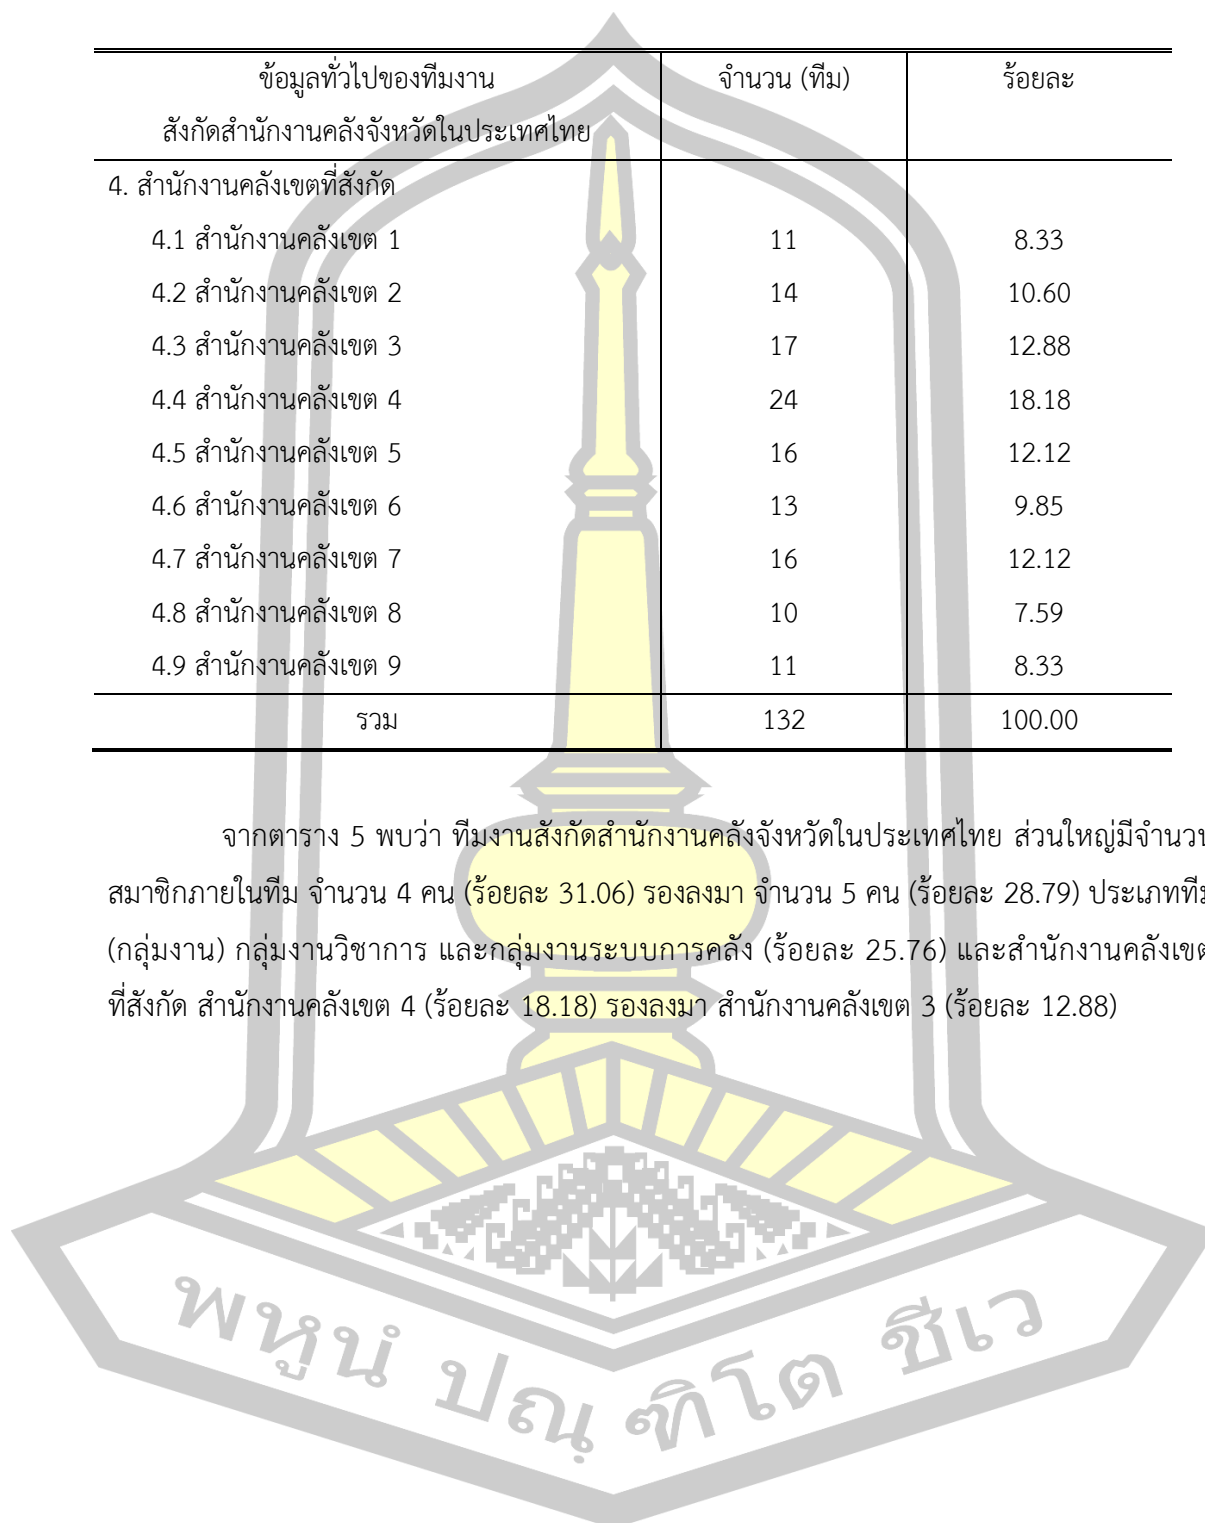 ข้อมูลทั่วไปของทีมงาน จำนวน (ทีม) ร้อยละ
สังกัดสำนักงานคลังจังหวัดในประเทศไทย
4. สำนักงานคลังเขตที่สังกัด
4.1 สำนักงานคลังเขต 1 11 8.33
4.2 สำนักงานคลังเขต 2 14 10.60
4.3 สำนักงานคลังเขต 3 17 12.88
4.4 สำนักงานคลังเขต 4 24 18.18
4.5 สำนักงานคลังเขต 5 16 12.12
4.6 สำนักงานคลังเขต 6 13 9.85
4.7 สำนักงานคลังเขต 7 16 12.12
4.8 สำนักงานคลังเขต 8 10 7.59
4.9 สำนักงานคลังเขต 9 11 8.33
รวม 132 100.00
จากตาราง 5 พบว่า ทีมงานสังกัดสำนักงานคลังจังหวัดในประเทศไทย ส่วนใหญ่มีจำนวน
สมาชิกภายในทีม จำนวน 4 คน (ร้อยละ 31.06) รองลงมา จำนวน 5 คน (ร้อยละ 28.79) ประเภททีม
(กลุ่มงาน) กลุ่มงานวิชาการ และกลุ่มงานระบบการคลัง (ร้อยละ 25.76) และสำนักงานคลังเขต
ที่สังกัด สำนักงานคลังเขต 4 (ร้อยละ 18.18) รองลงมา สำนักงานคลังเขต 3 (ร้อยละ 12.88)
พหูนํ ปณฺฑิโต ชีเว